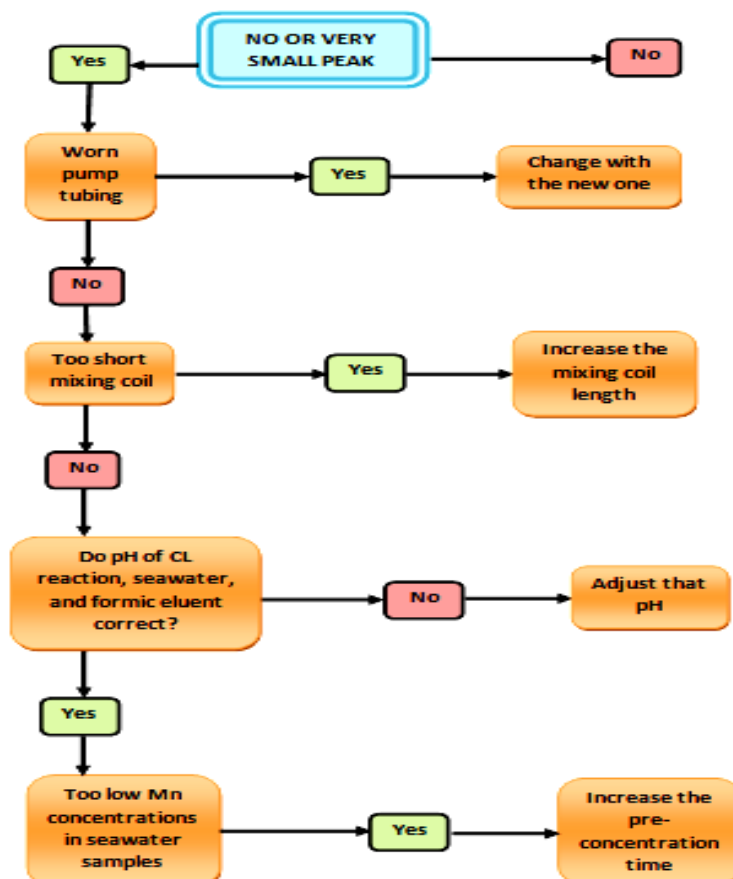 NO OR VERY
SMALL PEAK
Yes
No
Worn
pump
tubing
Yes
Change with
the new one
No
Too short
mixing coil
Yes
Increase the
mixing coil
length
No
Do pH of CL
reaction, seawater,
and formic eluent
correct?
No
Adjust that
pH
Yes
Too low Mn
concentrations
in seawater
samples
Yes
Increase the
pre-
concentration
time